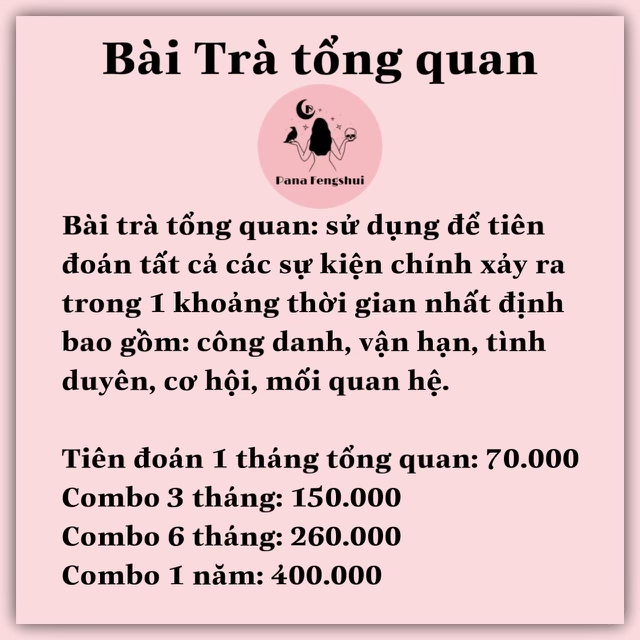 Bài Trà tổng quan
Pana Fengshui
Bài trà tổng quan: sử dụng để tiên
đoán tất cả các sự kiện chính xảy ra
trong 1 khoảng thời gian nhất định
bao gồm: công danh, vận hạn, tình
duyên, cơ hội, mối quan hệ.
Tiên đoán 1 tháng tổng quan: 70.000
Combo 3 tháng: 150.000
Combo 6 tháng: 260.000
Combo 1 năm: 400.000